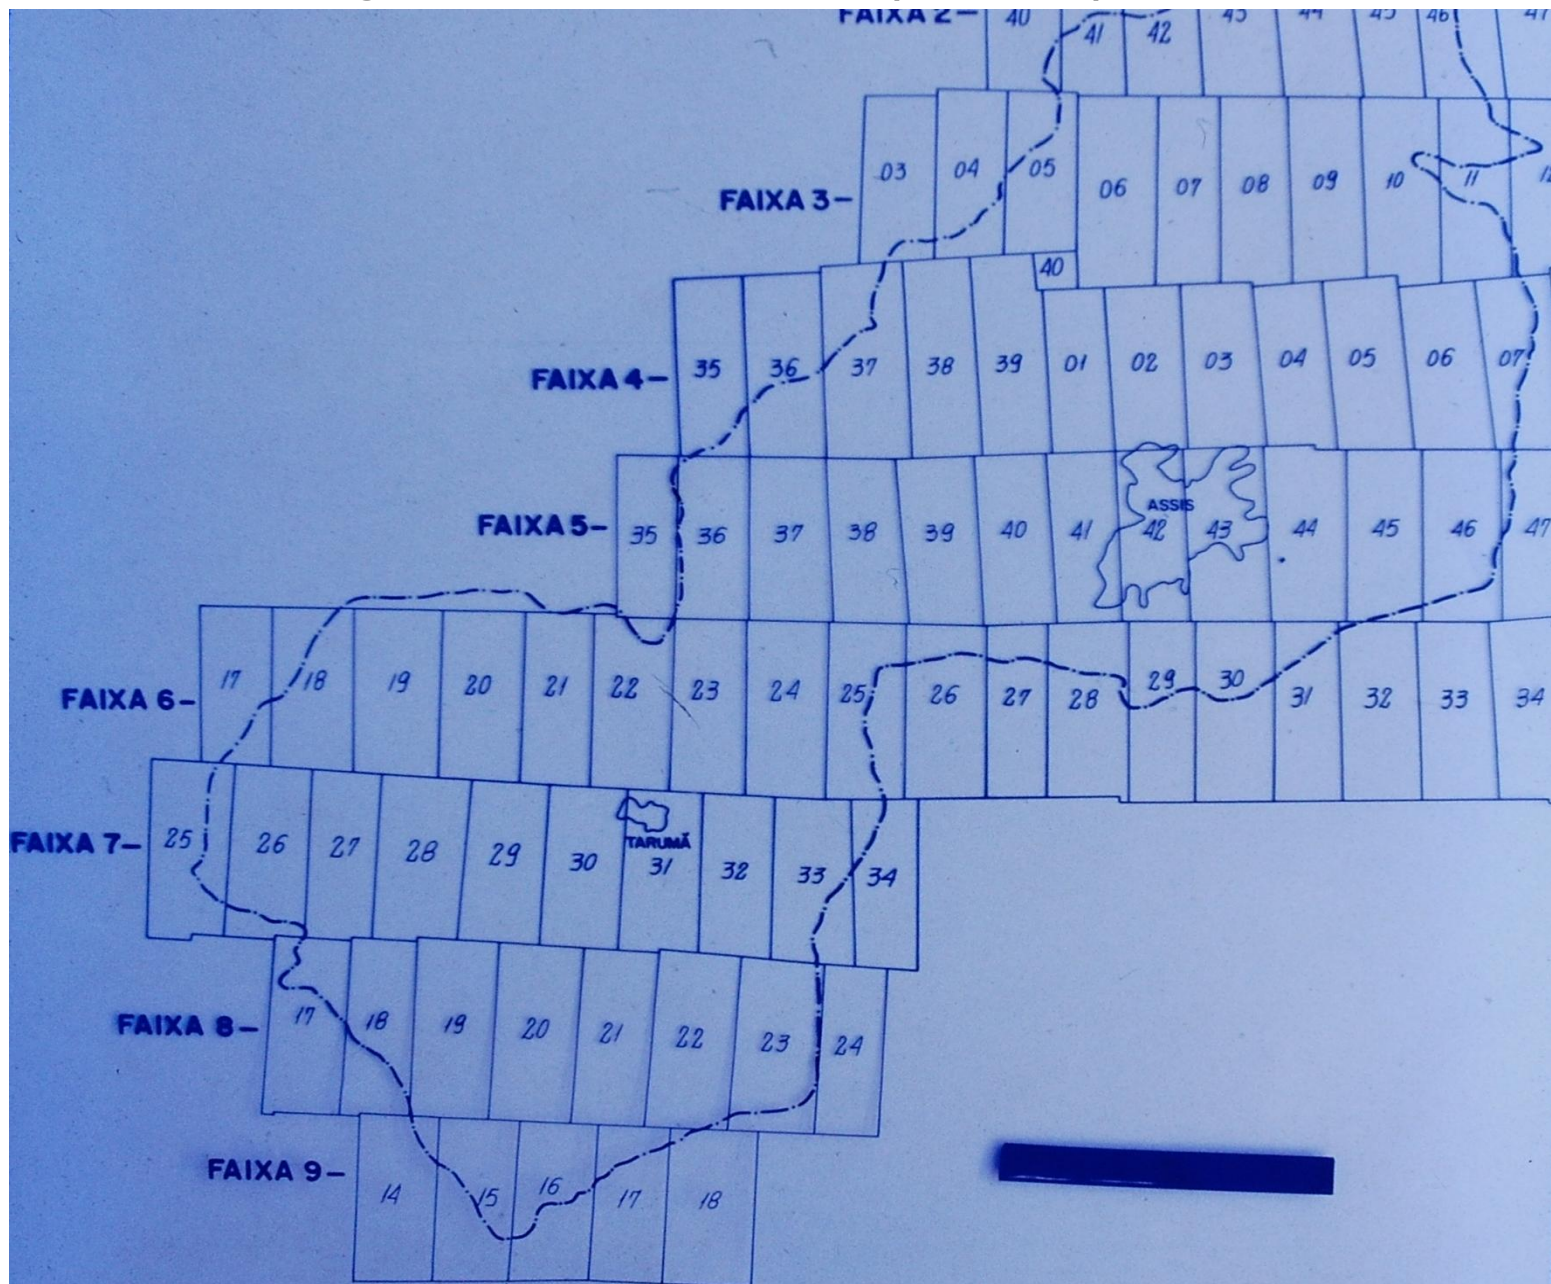 FAIXA 2— 40 41 42 43 44 45 46 47
FAIXA 3— 03 04 05 06 07 08 09 10 11 12
40
FAIXA 4— 35 36 37 38 39 01 02 03 04 05 06 07
ASSIS
FAIXA 5— 35 36 37 38 39 40 41 42 43 44 45 46 47
FAIXA 6— 17 18 19 20 21 22 23 24 25 26 27 28 29 30 31 32 33 34
TARUMÃ
FAIXA 7— 25 26 27 28 29 30 31 32 33 34
FAIXA 8— 17 18 19 20 21 22 23 24
FAIXA 9— 14 15 16 17 18